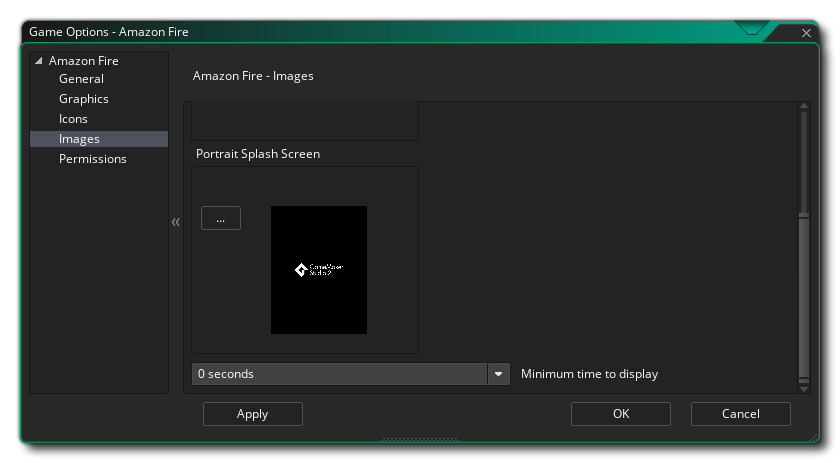 Game Options - Amazon Fire
Amazon Fire
General
Graphics
Icons
Images
Permissions
Amazon Fire - Images
Portrait Splash Screen
...
GameMaker
Studio 2
0 seconds
Minimum time to display
Apply
OK
Cancel